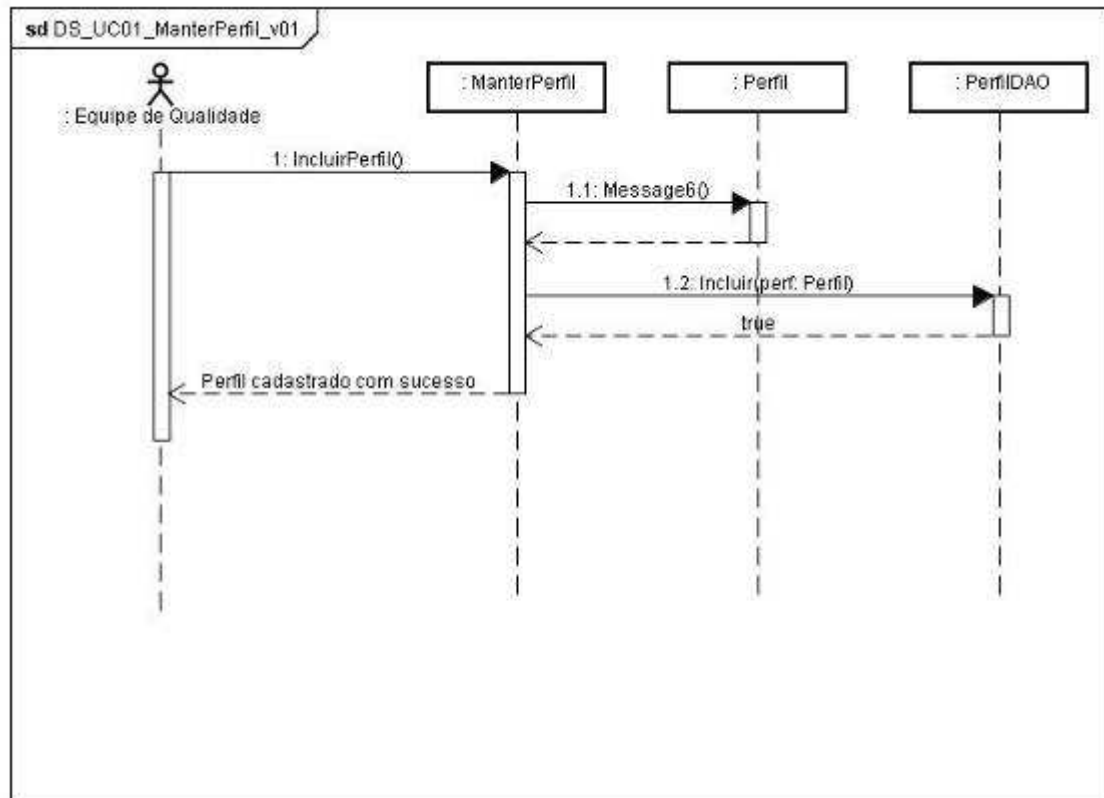 sd DS_UC01_ManterPerfil_v01
: Equipe de Qualidade
: ManterPerfil
: Perfil
: PerfilDAO
1: IncluirPerfil()
1.1: Message6()
1.2: Incluir(perf: Perfil)
true
Perfil cadastrado com sucesso